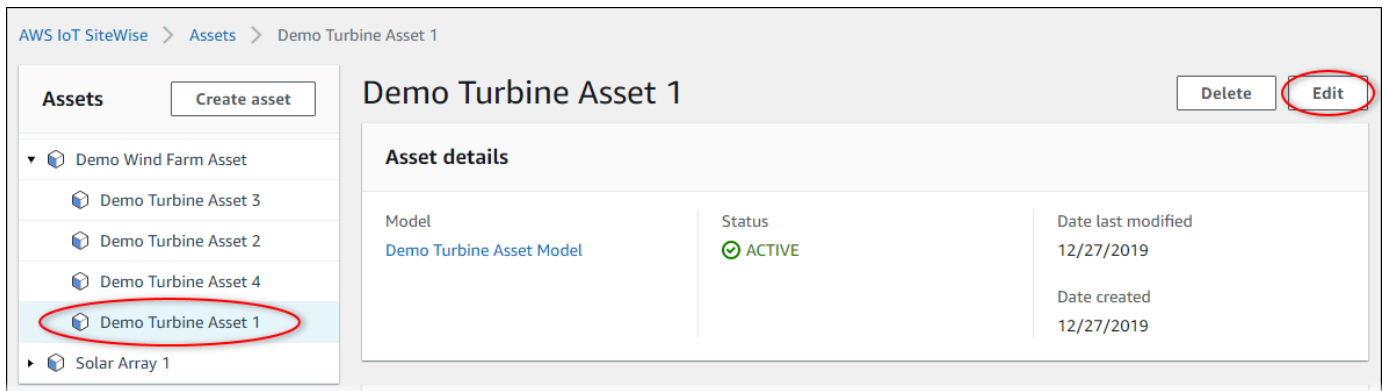 AWS IoT SiteWise > Assets > Demo Turbine Asset 1
Assets
Create asset
Demo Wind Farm Asset
Demo Turbine Asset 3
Demo Turbine Asset 2
Demo Turbine Asset 4
Demo Turbine Asset 1
Solar Array 1
Demo Turbine Asset 1
Delete
Edit
Asset details
Model
Demo Turbine Asset Model
Status
ACTIVE
Date last modified
12/27/2019
Date created
12/27/2019